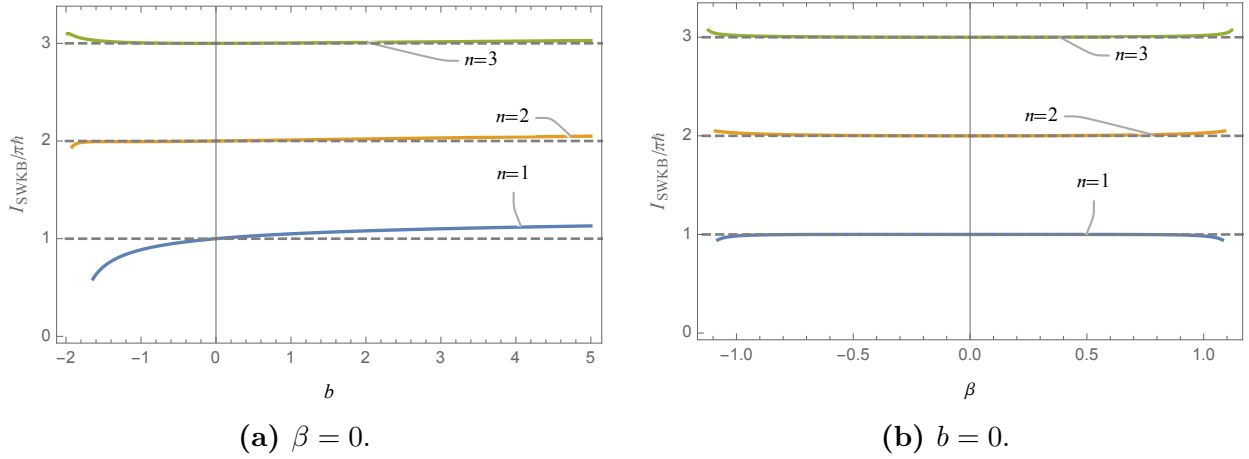 3
n=3
n=2
2
I_SWKB/πħ
n=1
1
0
−2 −1 0 1 2 3 4 5
b
(a) β = 0.
3
n=3
n=2
2
I_SWKB/πħ
n=1
1
0
−1.0 −0.5 0.0 0.5 1.0
β
(b) b = 0.